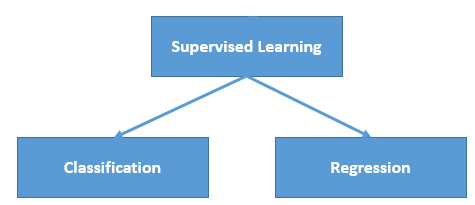 Supervised Learning
Classification
Regression